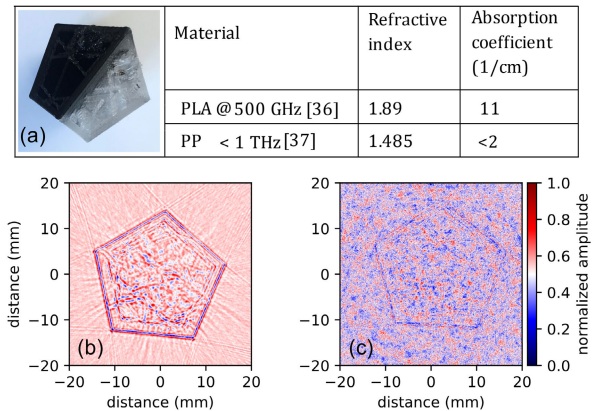 Material
Refractive index
Absorption coefficient (1/cm)
PLA @ 500 GHz [36] 1.89 11
PP < 1 THz [37] 1.485 <2
(a)
20
10
0
−10
−20
distance (mm)
(b)
−20 −10 0 10 20
distance (mm)
20
10
0
−10
−20
(c)
−20 −10 0 10 20
distance (mm)
1.0
0.8
0.6
0.4
0.2
0.0
normalized amplitude